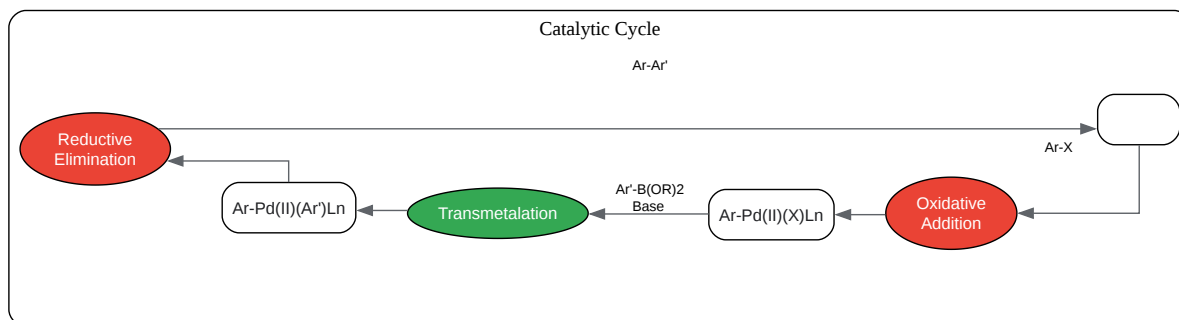 Catalytic Cycle
Ar-Ar'
Reductive
Elimination
Ar-X
Ar-Pd(II)(Ar')Ln
Transmetalation
Ar'-B(OR)2
Base
Ar-Pd(II)(X)Ln
Oxidative
Addition